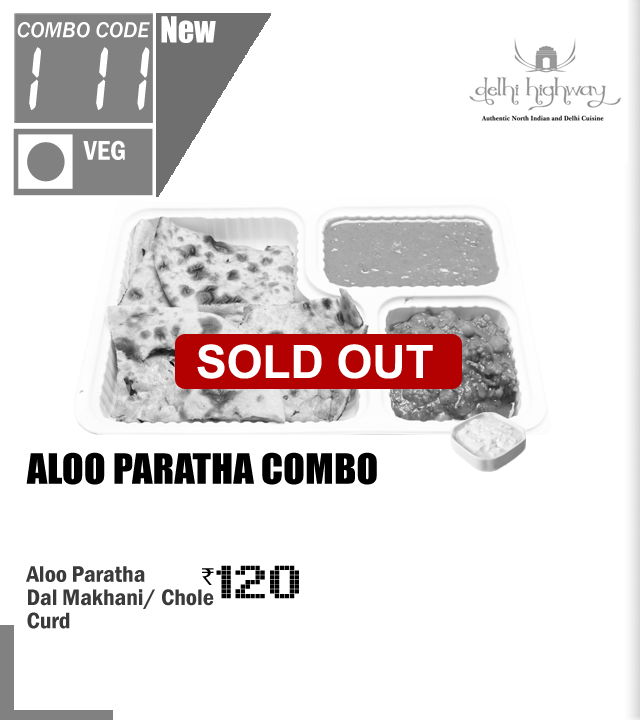 COMBO CODE
111
New
VEG
delhi highway
Authentic North Indian and Delhi Cuisine
SOLD OUT
ALOO PARATHA COMBO
Aloo Paratha
₹120
Dal Makhani/ Chole
Curd